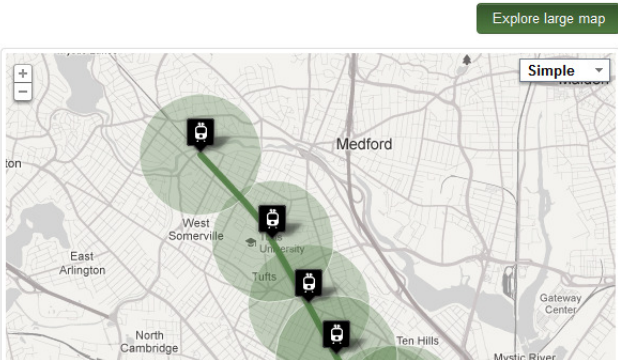 Explore large map
+
Simple
−
Medford
ton
West
Somerville
University
East
Arlington
Tufts
Gateway
Center
North
Cambridge
Ten Hills
Mystic River